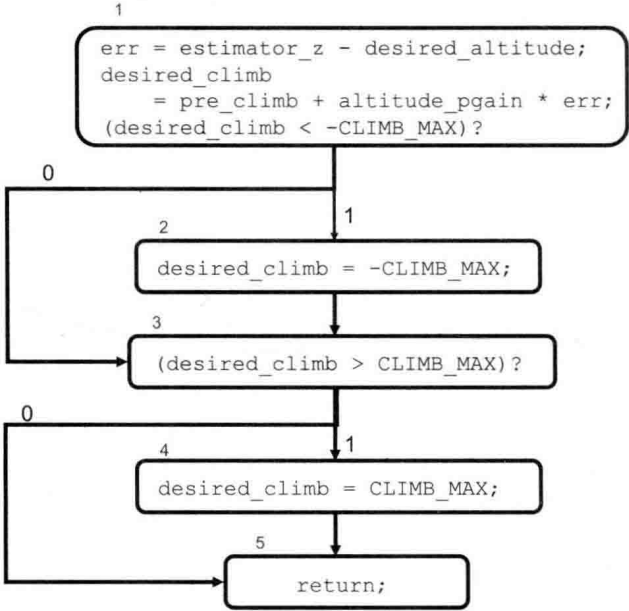 1
err = estimator_z - desired_altitude;
desired_climb
= pre_climb + altitude_pgain * err;
(desired_climb < -CLIMB_MAX)?
0
1
2
desired_climb = -CLIMB_MAX;
3
(desired_climb > CLIMB_MAX)?
0
1
4
desired_climb = CLIMB_MAX;
5
return;